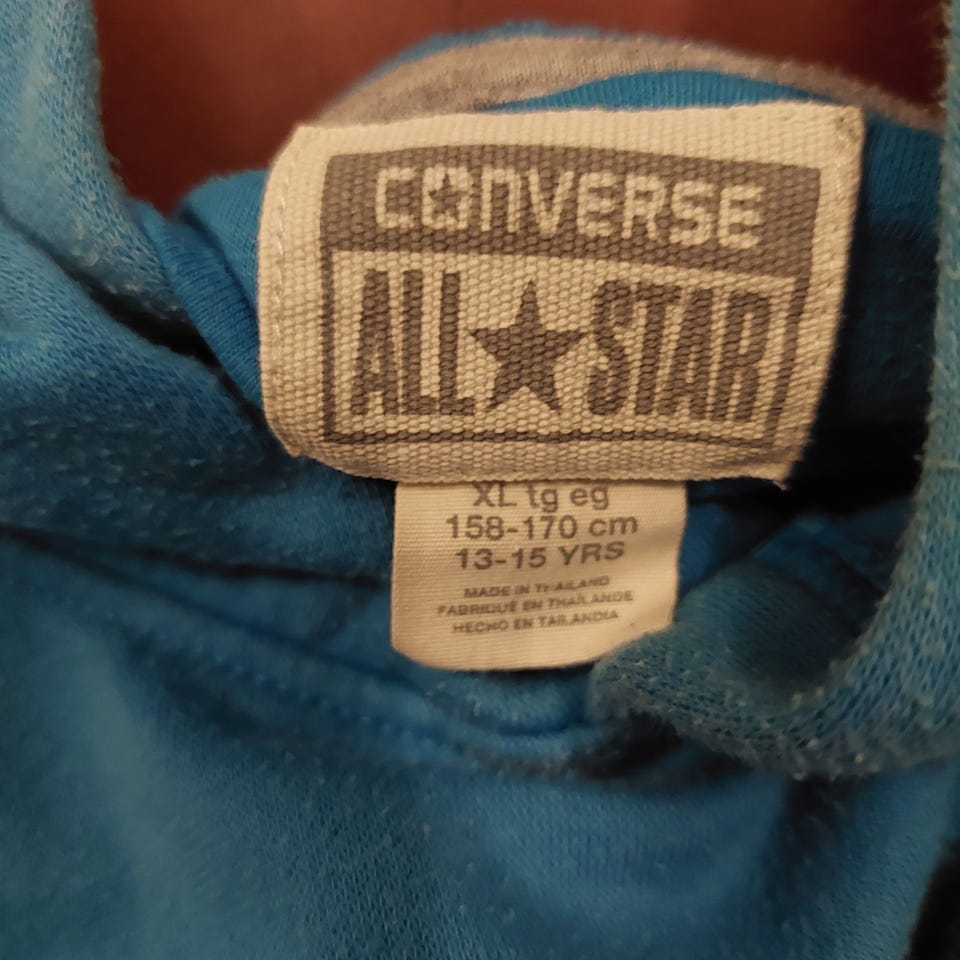 CONVERSE
ALL★STAR
XL tg eg
158-170 cm
13-15 YRS
MADE IN THAILAND
FABRIQUÉ EN THAILANDE
HECHO EN TAILANDIA